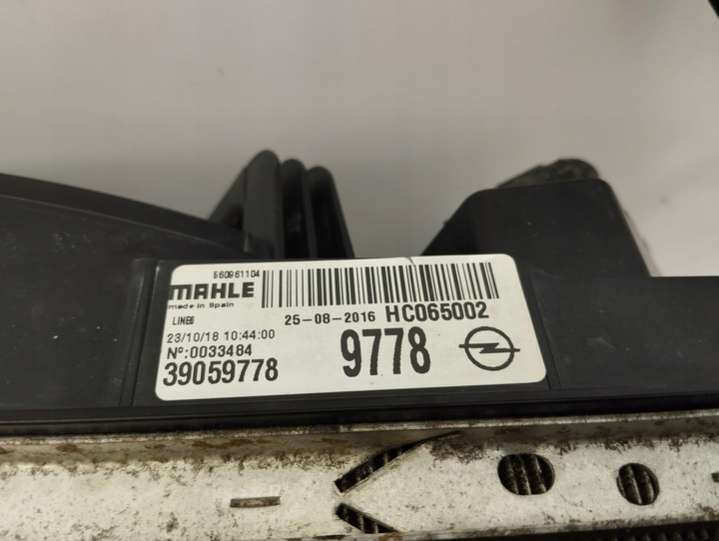 560961104
MAHLE
made in Spain
LINE6
25-08-2016 HC065002
23/10/18 10:44:00
Nº:0033484
39059778
9778